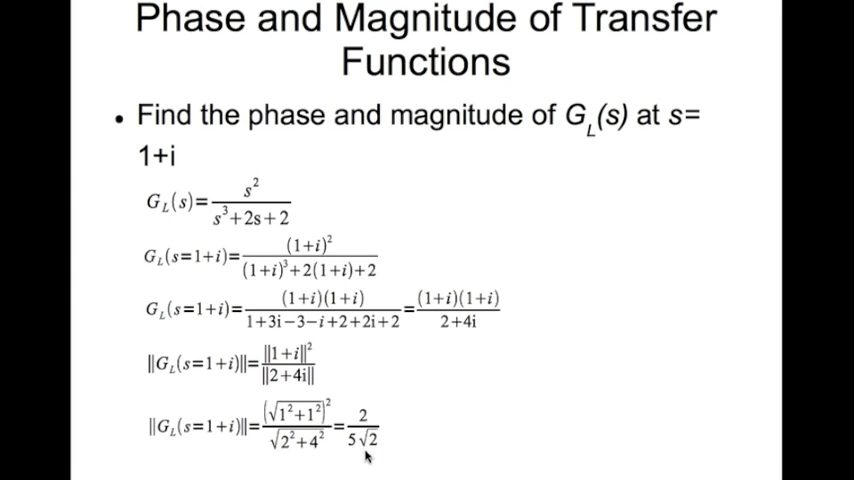 Phase and Magnitude of Transfer
Functions
• Find the phase and magnitude of G_L(s) at s=
1+i
G_L(s)=s^2/(s^3+2s+2)
G_L(s=1+i)=(1+i)^2/((1+i)^3+2(1+i)+2)
G_L(s=1+i)=(1+i)(1+i)/(1+3i−3−i+2+2i+2)=(1+i)(1+i)/(2+4i)
||G_L(s=1+i)||=||1+i||^2/||2+4i||
||G_L(s=1+i)||=(√(1^2+1^2))^2/√(2^2+4^2)=2/(5√2)